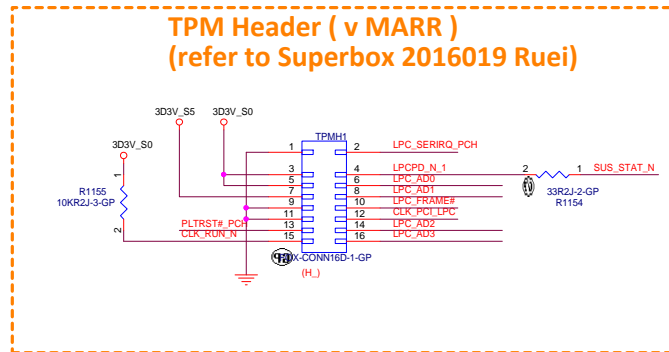 TPM Header ( v MARR )
(refer to Superbox 2016019 Ruei)
3D3V_S5 3D3V_S0
3D3V_S0
TPMH1
1 2 LPC_SERIRQ_PCH
3 4 LPCPD_N_1 2 1 SUS_STAT_N
5 6 LPC_AD0
7 8 LPC_AD1
9 10 LPC_FRAME#
11 12 CLK_PCI_LPC
PLTRST#_PCH 13 14 LPC_AD2
CLK_RUN_N 15 16 LPC_AD3
1
R1155
10KR2J-3-GP
2
33R2J-2-GP
R1154
X-CONN16D-1-GP
(H_)